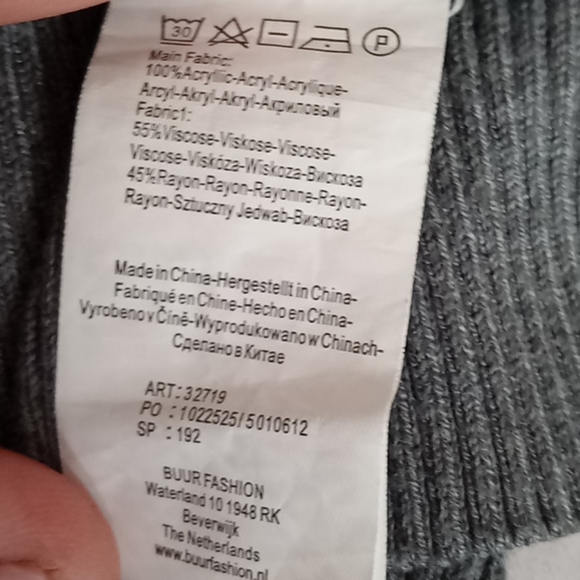 30
P
Main Fabric:
100%Acryllic-Acryl-Acrylique-
Arcyl-Akryl-Akryl-Акриловый
Fabric1:
55%Viscose-Viskose-Viscose-
Viscose-Viskóza-Wiskoza-Вискоза
45%Rayon-Rayon-Rayonne-Rayon-
Rayon-Sztuczny Jedwab-Вискоза
Made in China-Hergestellt in China-
Fabriqué en Chine-Hecho en China-
Vyrobeno v Číně-Wyprodukowano w Chinach-
Сделано в Китае
ART:32719
PO :1022525/5010612
SP :192
BUUR FASHION
Waterland 10 1948 RK
Beverwijk
The Netherlands
www.buurfashion.nl